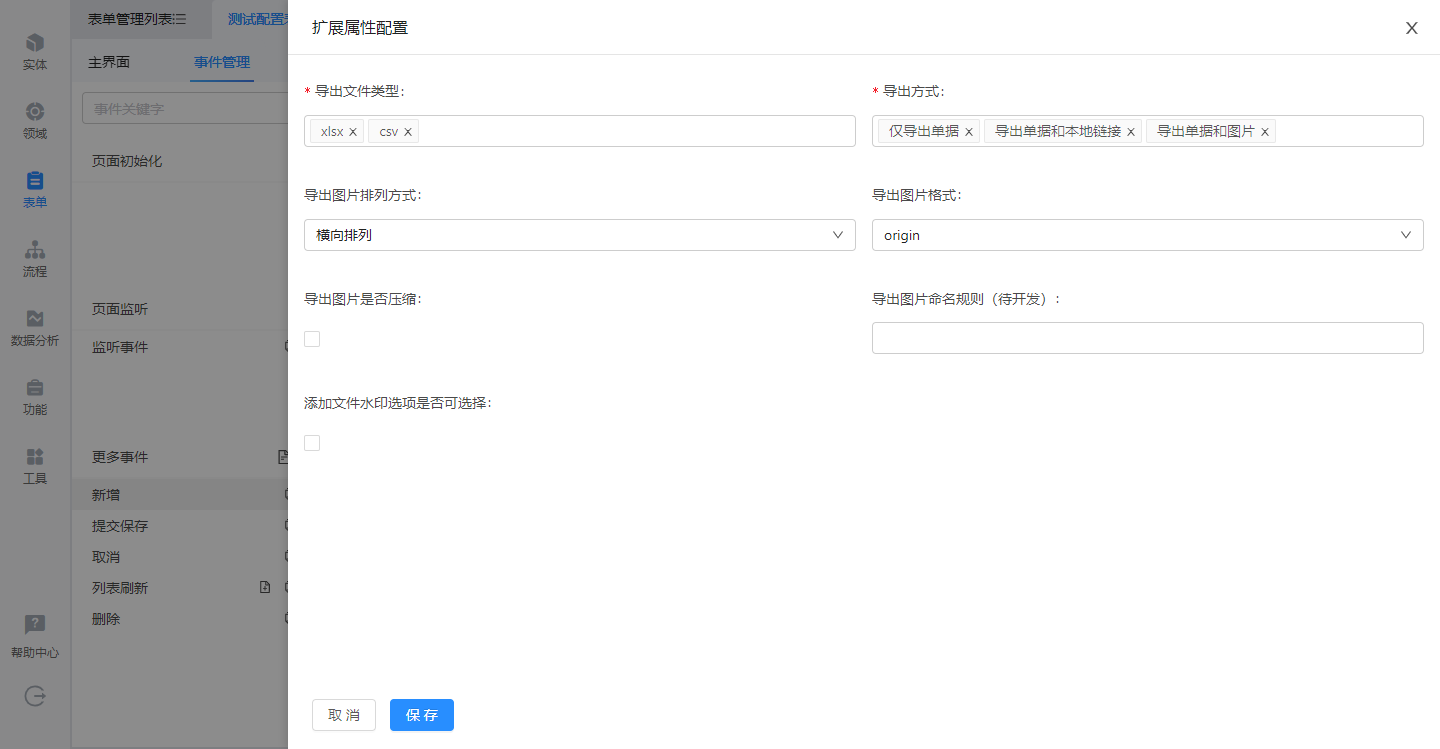 实体
领域
表单
流程
数据分析
功能
工具
帮助中心
表单管理列表
测试配置
主界面
事件管理
事件关键字
页面初始化
页面监听
监听事件
更多事件
新增
提交保存
取消
列表刷新
删除
扩展属性配置
* 导出文件类型:
xlsx
csv
* 导出方式:
仅导出单据
导出单据和本地链接
导出单据和图片
导出图片排列方式:
横向排列
导出图片格式:
origin
导出图片是否压缩:
导出图片命名规则（待开发）:
添加文件水印选项是否可选择:
取 消
保 存